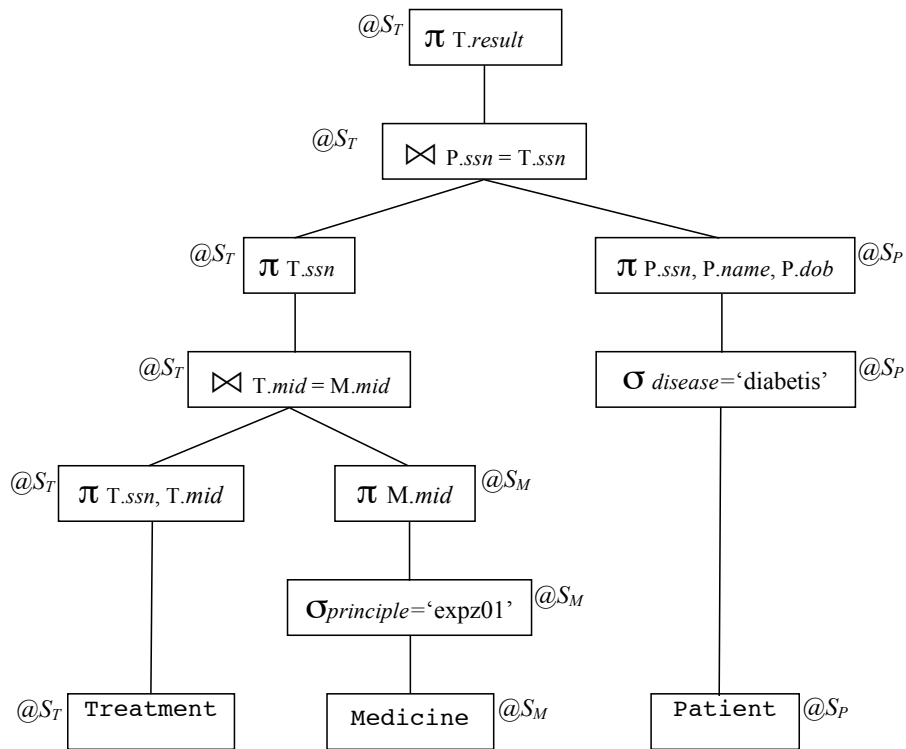 @S_T
π T.result
@S_T
⋈ P.ssn = T.ssn
@S_T
π T.ssn
π P.ssn, P.name, P.dob
@S_P
@S_T
⋈ T.mid = M.mid
σ disease=‘diabetis’
@S_P
@S_T
π T.ssn, T.mid
π M.mid
@S_M
σprinciple=‘expz01’
@S_M
@S_T
Treatment
Medicine
@S_M
Patient
@S_P